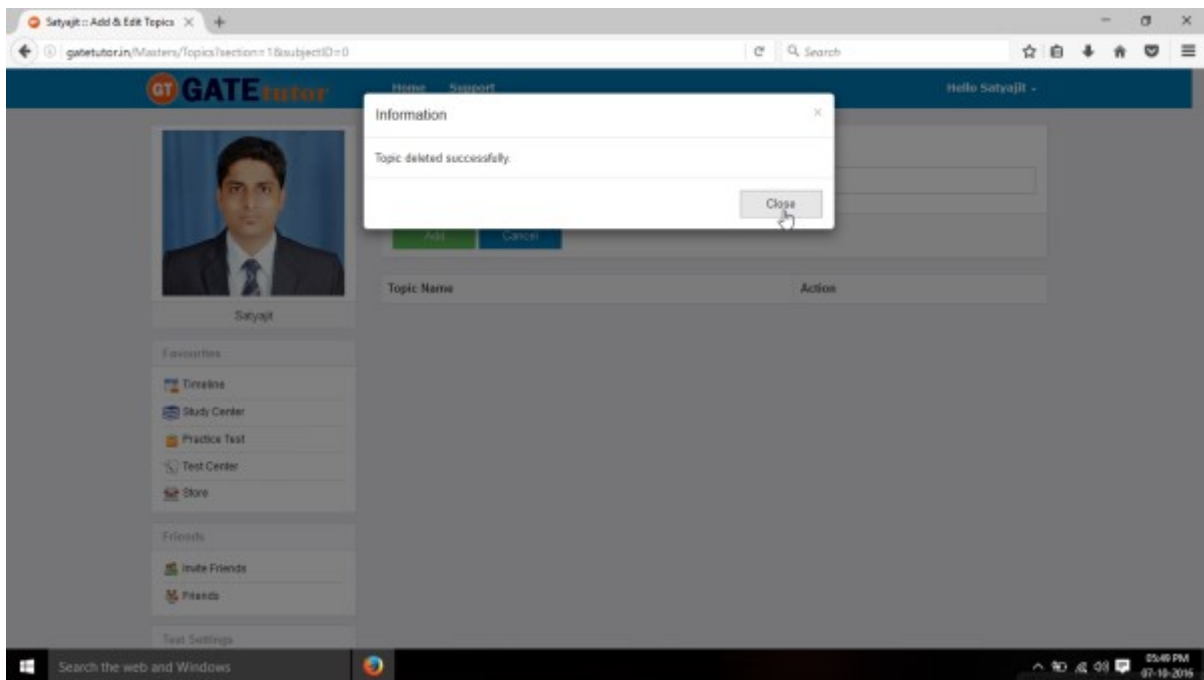 Satyajit :: Add & Edit Topics
gatetutor.in/Masters/Topics?section=1&subjectID=0
Search
GT GATEtutor
Home Support
Hello Satyajit
Information
Topic deleted successfully.
Close
Add Cancel
Topic Name Action
Satyajit
Favourites
Timeline
Study Center
Practice Test
Test Center
Store
Friends
Invite Friends
Friends
Test Settings
Search the web and Windows
05:49 PM
07-10-2016